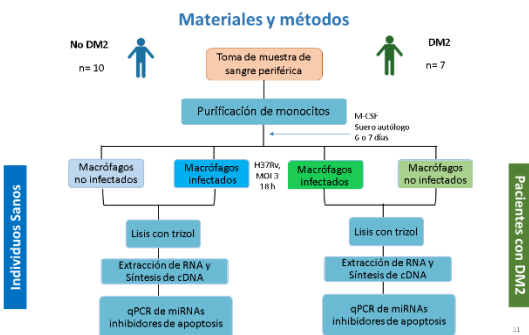 Materiales y métodos
No DM2
n= 10
DM2
n= 7
Toma de muestra de
sangre periférica
Purificación de monocitos
M-CSF
Suero autólogo
6 o 7 días
Macrófagos
no infectados
Macrófagos
infectados
H37Rv,
MOI 3
18 h
Macrófagos
infectados
Macrófagos
no infectados
Individuos Sanos
Pacientes con DM2
Lisis con trizol
Extracción de RNA y
Síntesis de cDNA
qPCR de miRNAs
inhibidores de apoptosis
Lisis con trizol
Extracción de RNA y
Síntesis de cDNA
qPCR de miRNAs
inhibidores de apoptosis
11